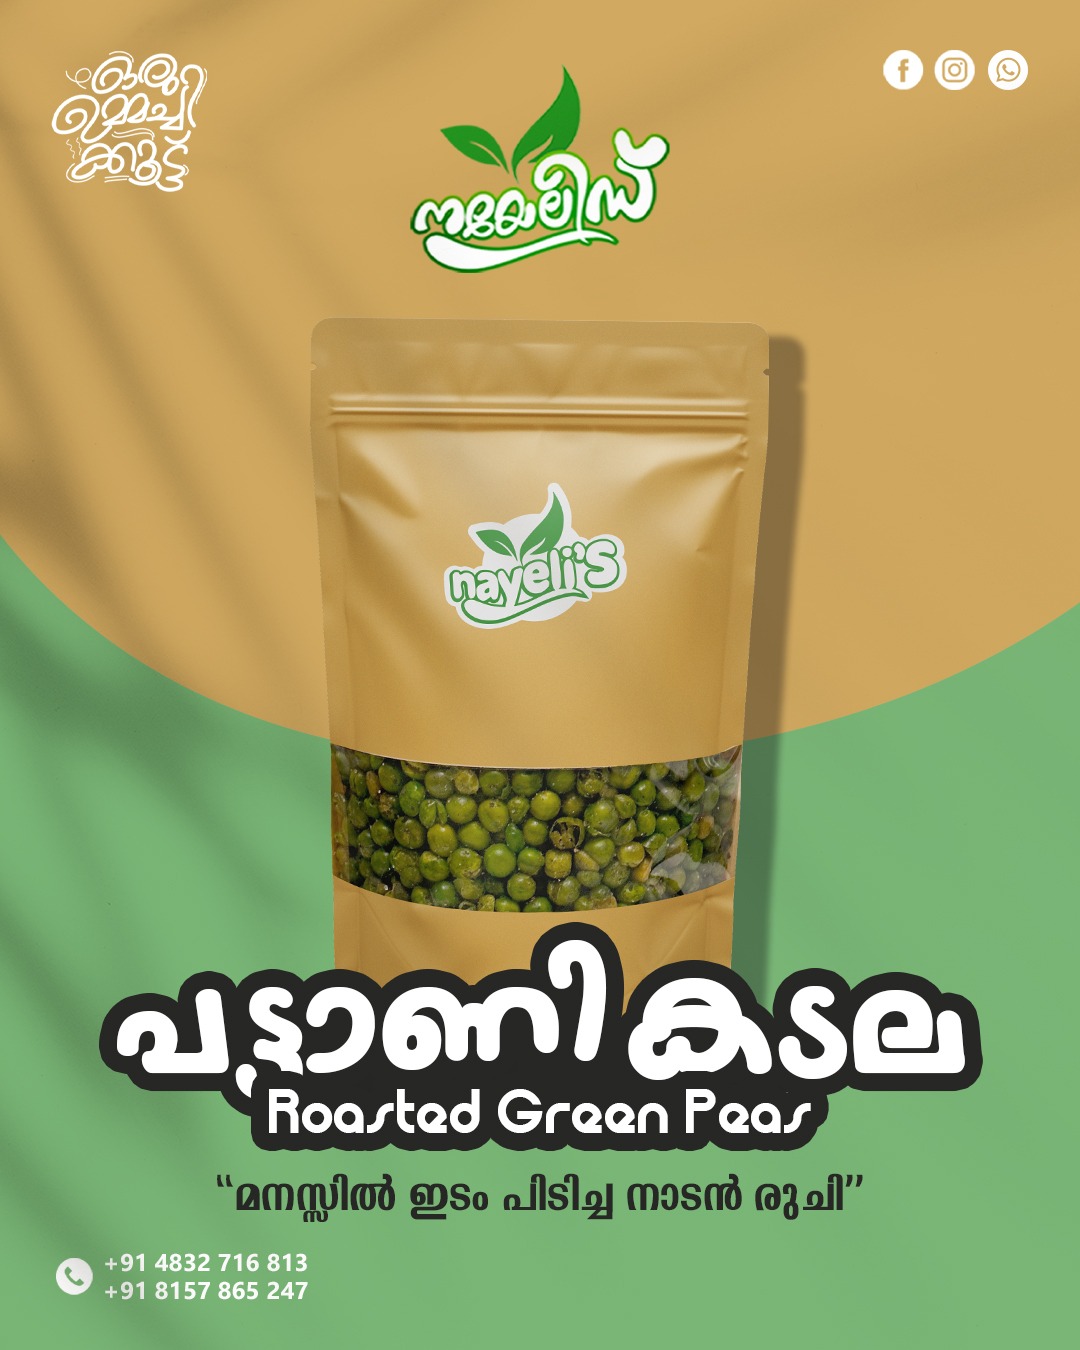 ഒരു
ഉമ്മച്ചി
ക്കൂട്ട്
നയേലീസ്
nayeli's
പട്ടാണി കടല
Roasted Green Peas
“മനസ്സിൽ ഇടം പിടിച്ച നാടൻ രുചി”
+91 4832 716 813
+91 8157 865 247